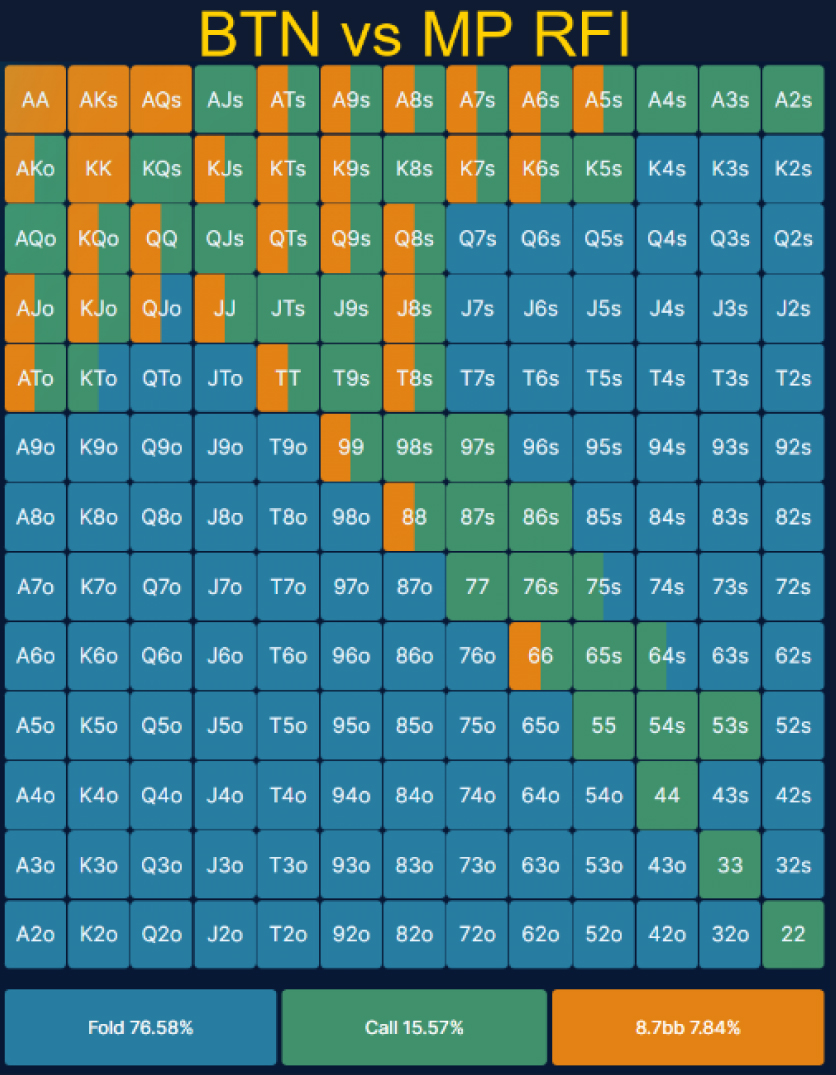 BTN vs MP RFI
AA AKs AQs AJs ATs A9s A8s A7s A6s A5s A4s A3s A2s
AKo KK KQs KJs KTs K9s K8s K7s K6s K5s K4s K3s K2s
AQo KQo QQ QJs QTs Q9s Q8s Q7s Q6s Q5s Q4s Q3s Q2s
AJo KJo QJo JJ JTs J9s J8s J7s J6s J5s J4s J3s J2s
ATo KTo QTo JTo TT T9s T8s T7s T6s T5s T4s T3s T2s
A9o K9o Q9o J9o T9o 99 98s 97s 96s 95s 94s 93s 92s
A8o K8o Q8o J8o T8o 98o 88 87s 86s 85s 84s 83s 82s
A7o K7o Q7o J7o T7o 97o 87o 77 76s 75s 74s 73s 72s
A6o K6o Q6o J6o T6o 96o 86o 76o 66 65s 64s 63s 62s
A5o K5o Q5o J5o T5o 95o 85o 75o 65o 55 54s 53s 52s
A4o K4o Q4o J4o T4o 94o 84o 74o 64o 54o 44 43s 42s
A3o K3o Q3o J3o T3o 93o 83o 73o 63o 53o 43o 33 32s
A2o K2o Q2o J2o T2o 92o 82o 72o 62o 52o 42o 32o 22
Fold 76.58% Call 15.57% 8.7bb 7.84%